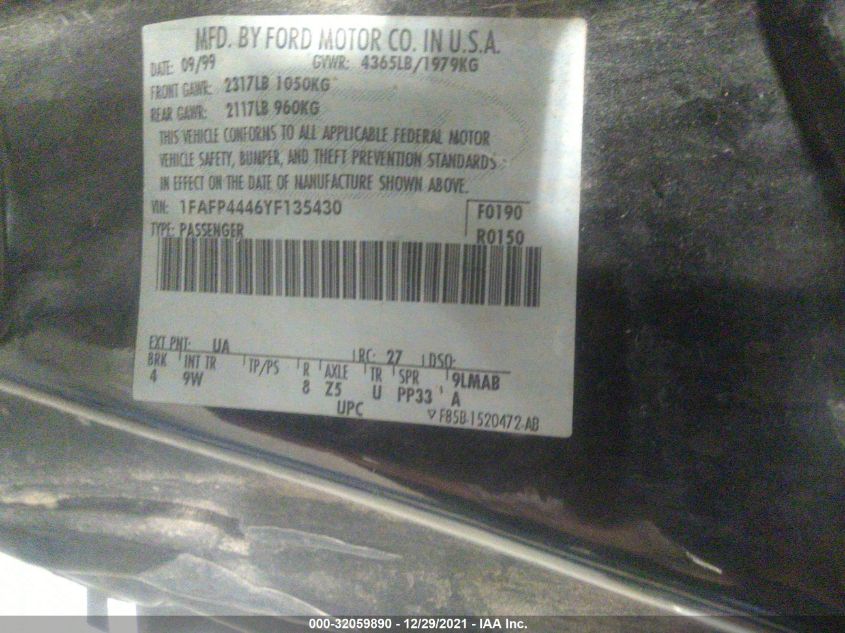 MFD. BY FORD MOTOR CO. IN U.S.A.
DATE: 09/99 GVWR: 4365LB/1979KG
FRONT GAWR: 2317LB 1050KG
REAR GAWR: 2117LB 960KG
THIS VEHICLE CONFORMS TO ALL APPLICABLE FEDERAL MOTOR
VEHICLE SAFETY, BUMPER, AND THEFT PREVENTION STANDARDS
IN EFFECT ON THE DATE OF MANUFACTURE SHOWN ABOVE.
VIN: 1FAFP4446YF135430 F0190
TYPE: PASSENGER R0150
EXT PNT: UA RC: 27 DSO:
BRK INT TR TP/PS R AXLE TR SPR 9LMAB
4 9W 8 Z5 U PP33 A
UPC F85B-1520472-AB
000-32059890 - 12/29/2021 - IAA Inc.